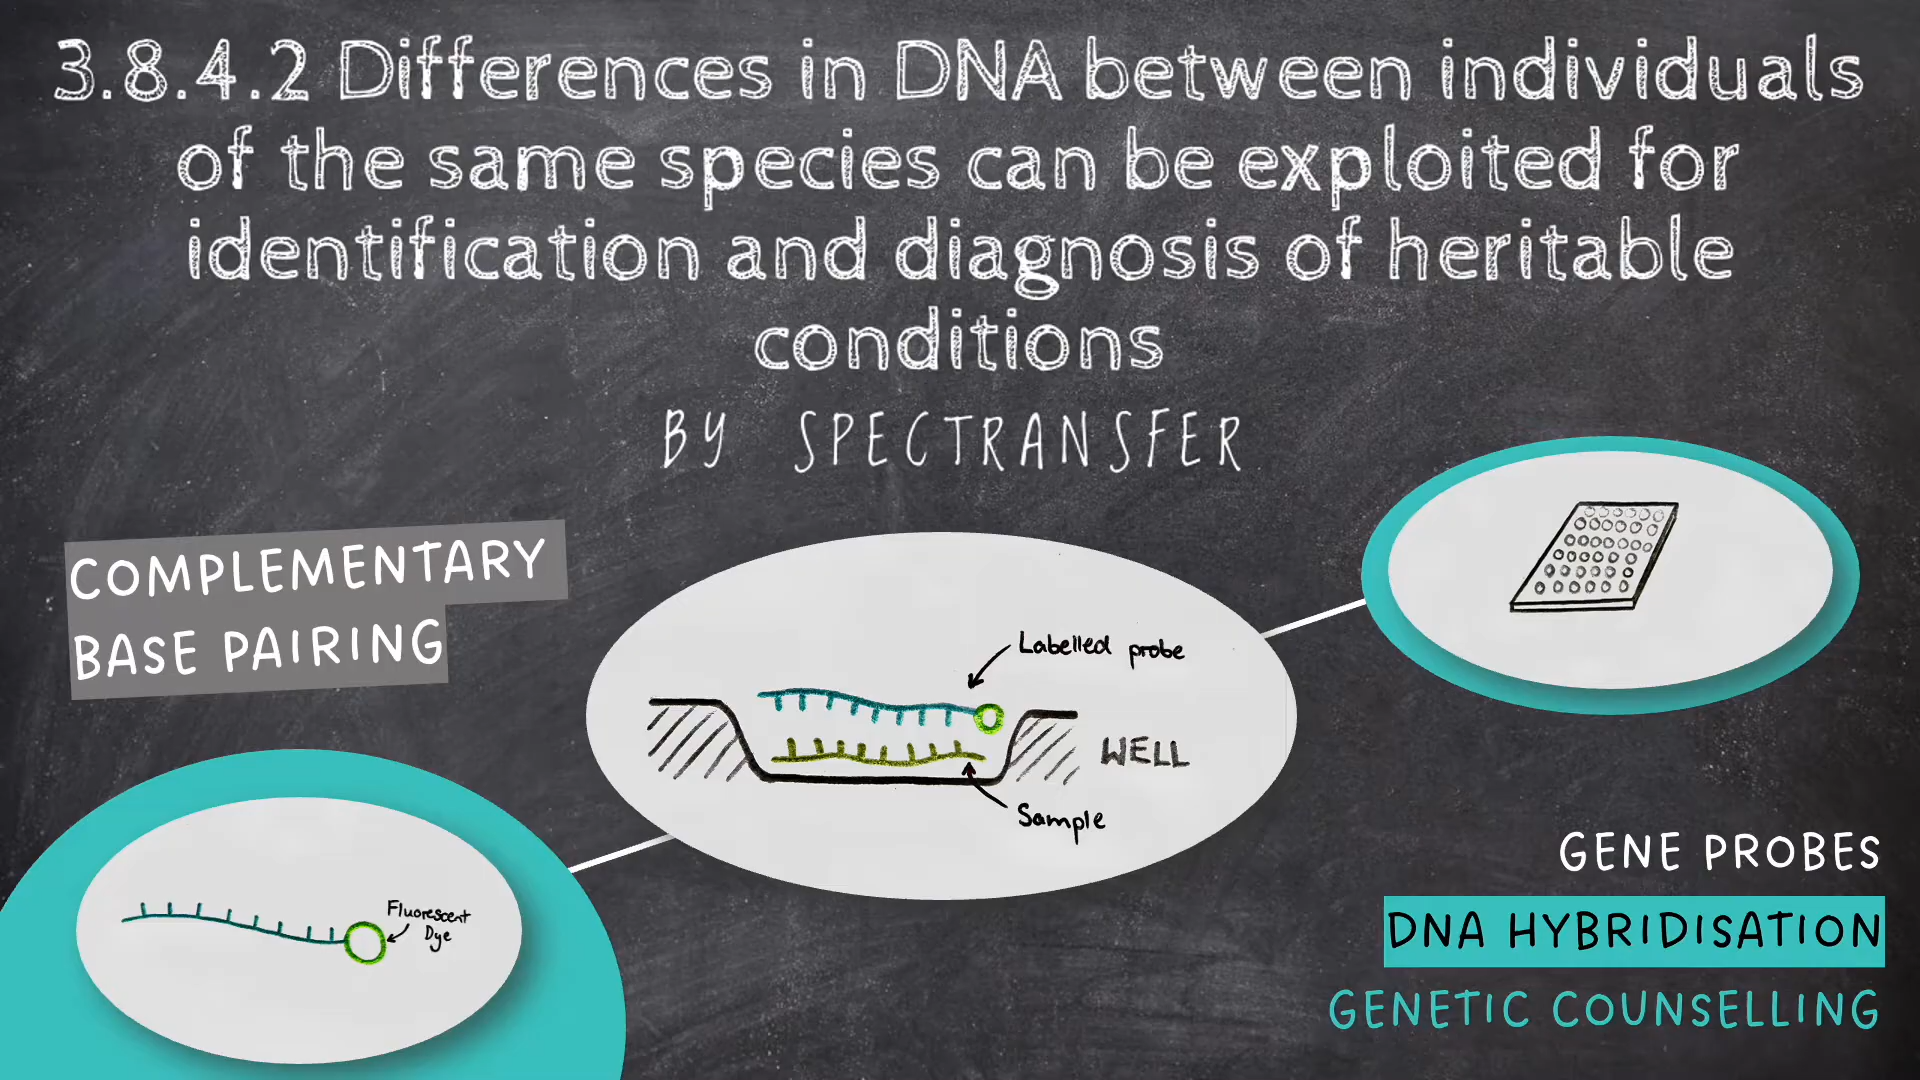 3.8.4.2 Differences in DNA between individuals
of the same species can be exploited for
identification and diagnosis of heritable
conditions
BY SPECTRANSFER
COMPLEMENTARY
BASE PAIRING
Labelled probe
WELL
Sample
Fluorescent
Dye
GENE PROBES
DNA HYBRIDISATION
GENETIC COUNSELLING